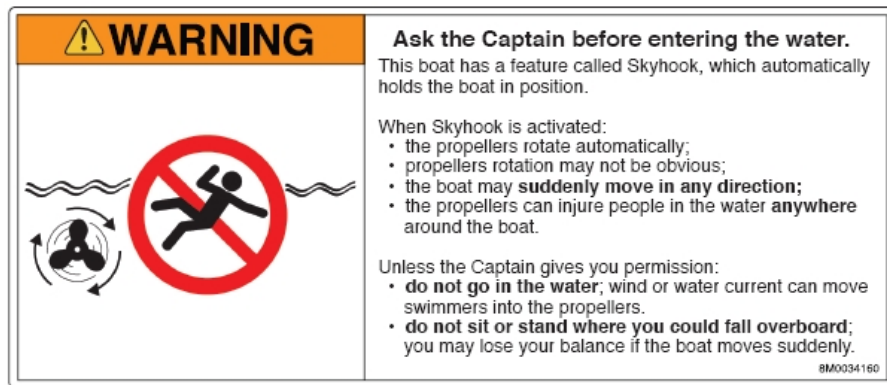 WARNING
Ask the Captain before entering the water.
This boat has a feature called Skyhook, which automatically
holds the boat in position.
When Skyhook is activated:
• the propellers rotate automatically;
• propellers rotation may not be obvious;
• the boat may suddenly move in any direction;
• the propellers can injure people in the water anywhere
around the boat.
Unless the Captain gives you permission:
• do not go in the water; wind or water current can move
swimmers into the propellers.
• do not sit or stand where you could fall overboard;
you may lose your balance if the boat moves suddenly.
8M0034160